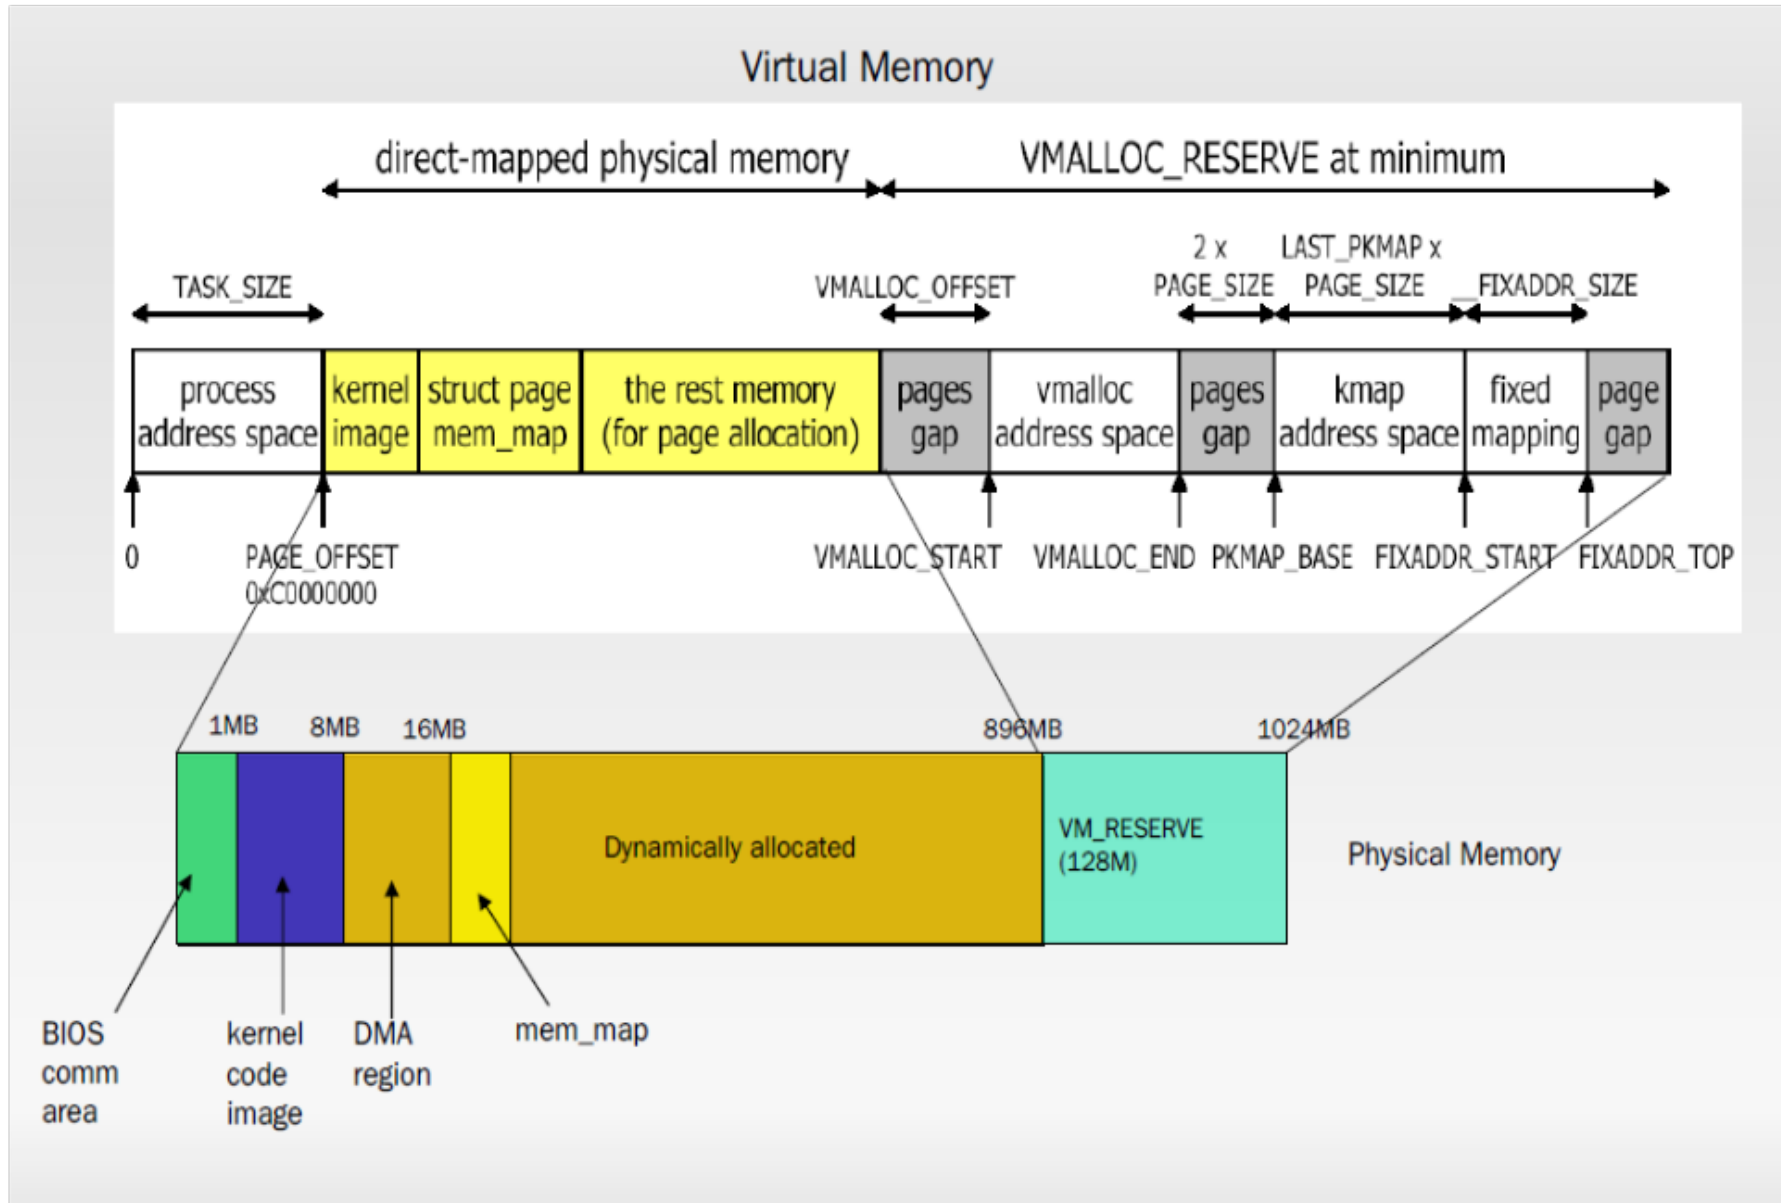 Virtual Memory
direct-mapped physical memory
VMALLOC_RESERVE at minimum
TASK_SIZE
VMALLOC_OFFSET
2 x
PAGE_SIZE
LAST_PKMAP x
PAGE_SIZE
__FIXADDR_SIZE
process
address space
kernel
image
struct page
mem_map
the rest memory
(for page allocation)
pages
gap
vmalloc
address space
pages
gap
kmap
address space
fixed
mapping
page
gap
0
PAGE_OFFSET
0xC0000000
VMALLOC_START
VMALLOC_END
PKMAP_BASE
FIXADDR_START
FIXADDR_TOP
1MB
8MB
16MB
896MB
1024MB
Dynamically allocated
VM_RESERVE
(128M)
Physical Memory
BIOS
comm
area
kernel
code
image
DMA
region
mem_map